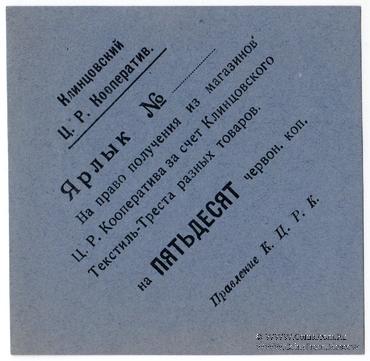 Клинцовский
Ц. Р. Кооператив.
Ярлык №
На право получения из магазинов
Ц. Р. Кооператива за счет Клинцовского
Текстиль-Треста разных товаров.
на ПЯТЬДЕСЯТ червон. коп.
Правление К. Ц. Р. К.